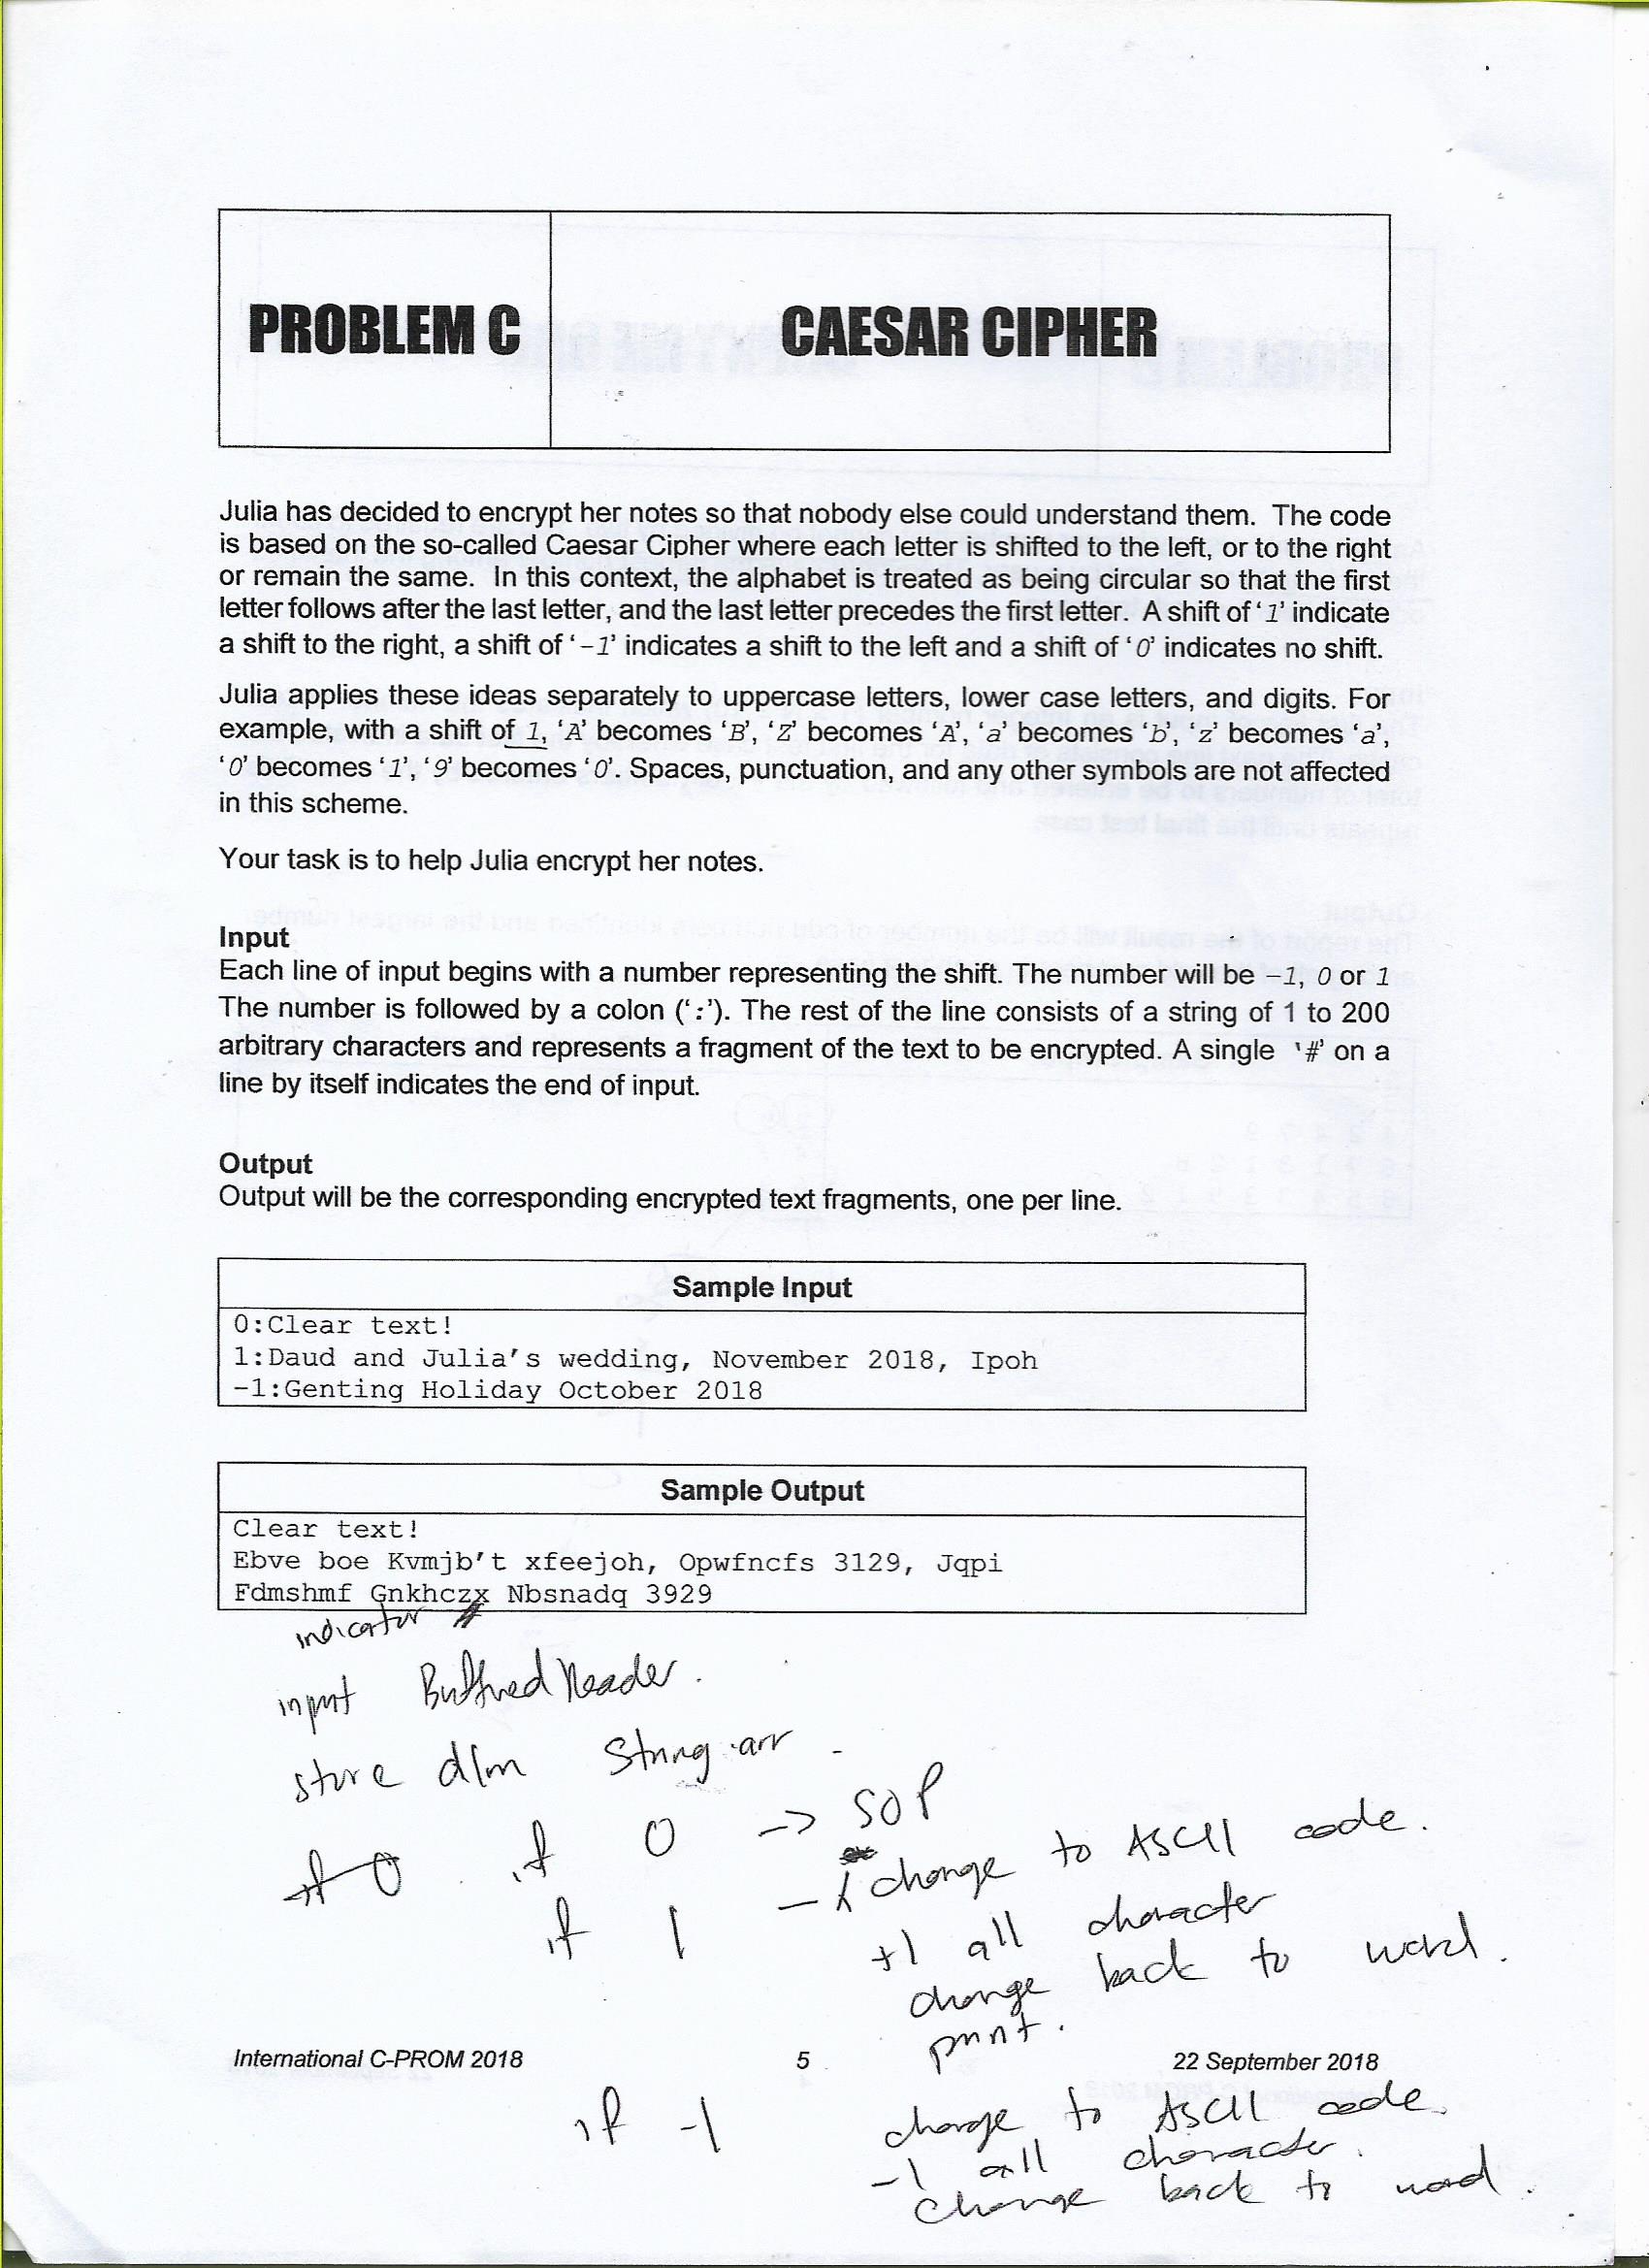 PROBLEM C
CAESAR CIPHER
Julia has decided to encrypt her notes so that nobody else could understand them. The code
is based on the so-called Caesar Cipher where each letter is shifted to the left, or to the right
or remain the same. In this context, the alphabet is treated as being circular so that the first
letter follows after the last letter, and the last letter precedes the first letter. A shift of ‘1’ indicate
a shift to the right, a shift of ‘-1’ indicates a shift to the left and a shift of ‘0’ indicates no shift.
Julia applies these ideas separately to uppercase letters, lower case letters, and digits. For
example, with a shift of 1, ‘A’ becomes ‘B’, ‘Z’ becomes ‘A’, ‘a’ becomes ‘b’, ‘z’ becomes ‘a’,
‘0’ becomes ‘1’, ‘9’ becomes ‘0’. Spaces, punctuation, and any other symbols are not affected
in this scheme.
Your task is to help Julia encrypt her notes.
Input
Each line of input begins with a number representing the shift. The number will be -1, 0 or 1
The number is followed by a colon (‘:’). The rest of the line consists of a string of 1 to 200
arbitrary characters and represents a fragment of the text to be encrypted. A single ‘#’ on a
line by itself indicates the end of input.
Output
Output will be the corresponding encrypted text fragments, one per line.
Sample Input
0:Clear text!
1:Daud and Julia’s wedding, November 2018, Ipoh
-1:Genting Holiday October 2018
Sample Output
Clear text!
Ebve boe Kvmjb’t xfeejoh, Opwfncfs 3129, Jqpi
Fdmshmf Gnkhczx Nbsnadq 3929
indicator #
input BufferedReader.
store dlm String arr.
if 0 if 0 -> SOP
if 1 - change to ASCII code.
+1 all character
change back to word.
print.
International C-PROM 2018 5 22 September 2018
if -1 change to ASCII code.
-1 all character.
change back to word.